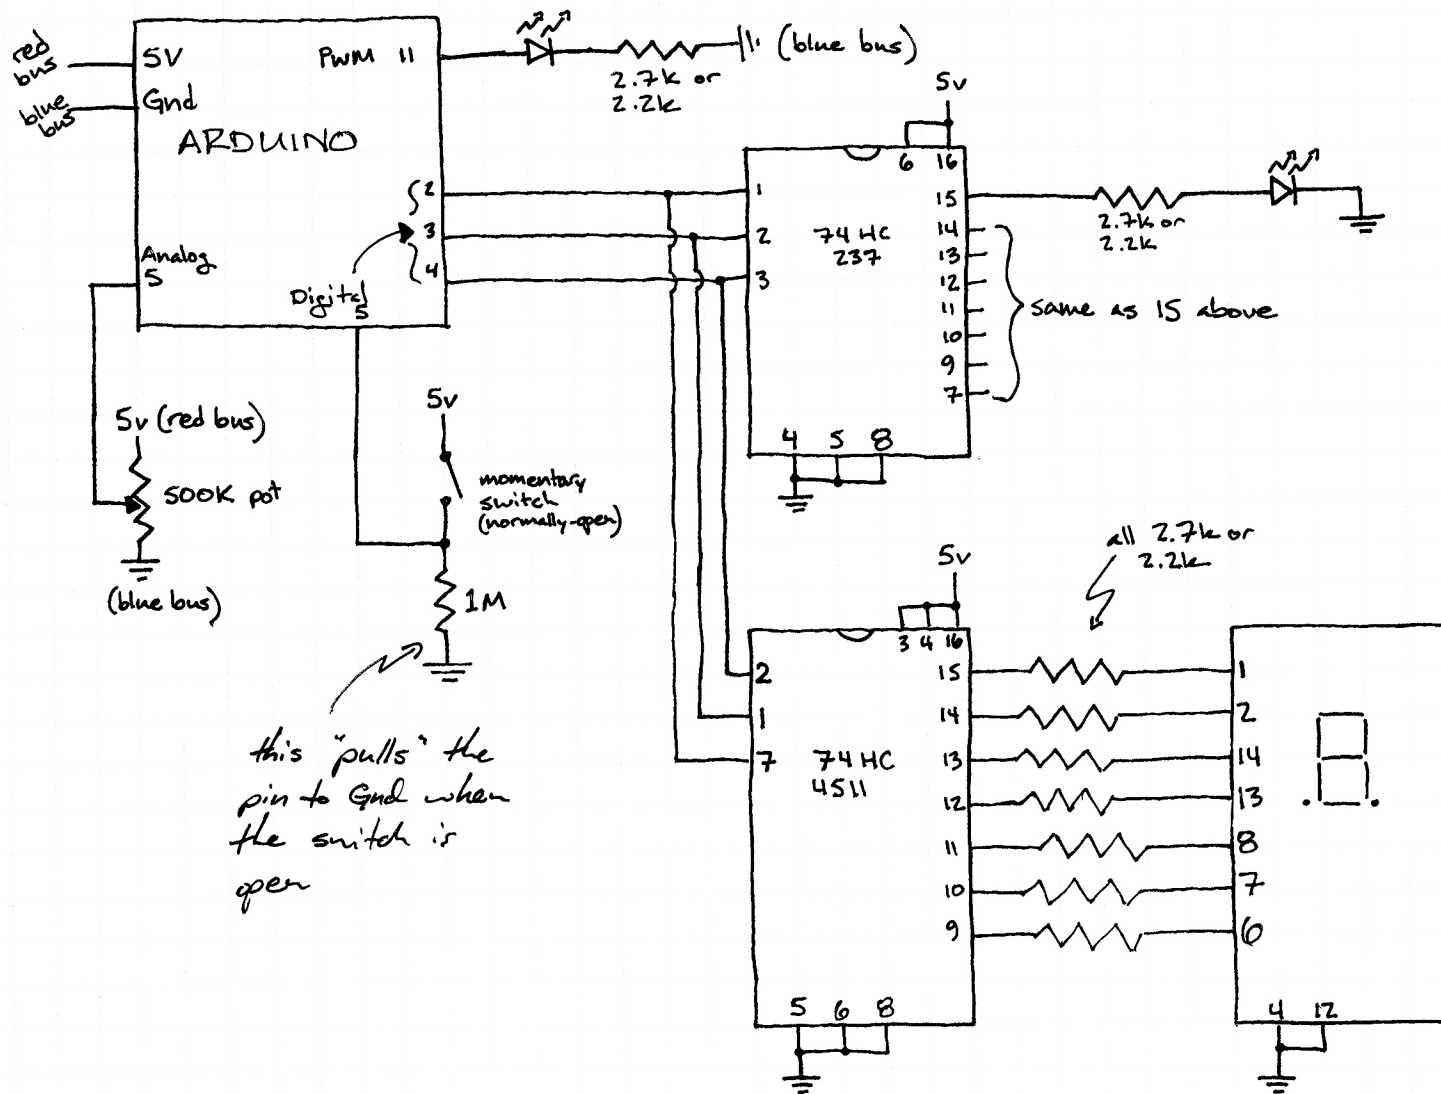 red
bus
blue
bus
5V
Gnd
ARDUINO
PWM 11
2
3
4
Digital
5
Analog
5
2.7k or
2.2k
(blue bus)
5v (red bus)
500K pot
(blue bus)
5v
momentary
switch
(normally-open)
1M
this "pulls" the
pin to Gnd when
the switch is
open
5v
6 16
1
2
3
74HC
237
15
14
13
12
11
10
9
7
4 5 8
2.7k or
2.2k
same as 15 above
5v
3 4 16
2
1
7
74HC
4511
15
14
13
12
11
10
9
5 6 8
all 2.7k or
2.2k
1
2
14
13
8
7
6
4 12